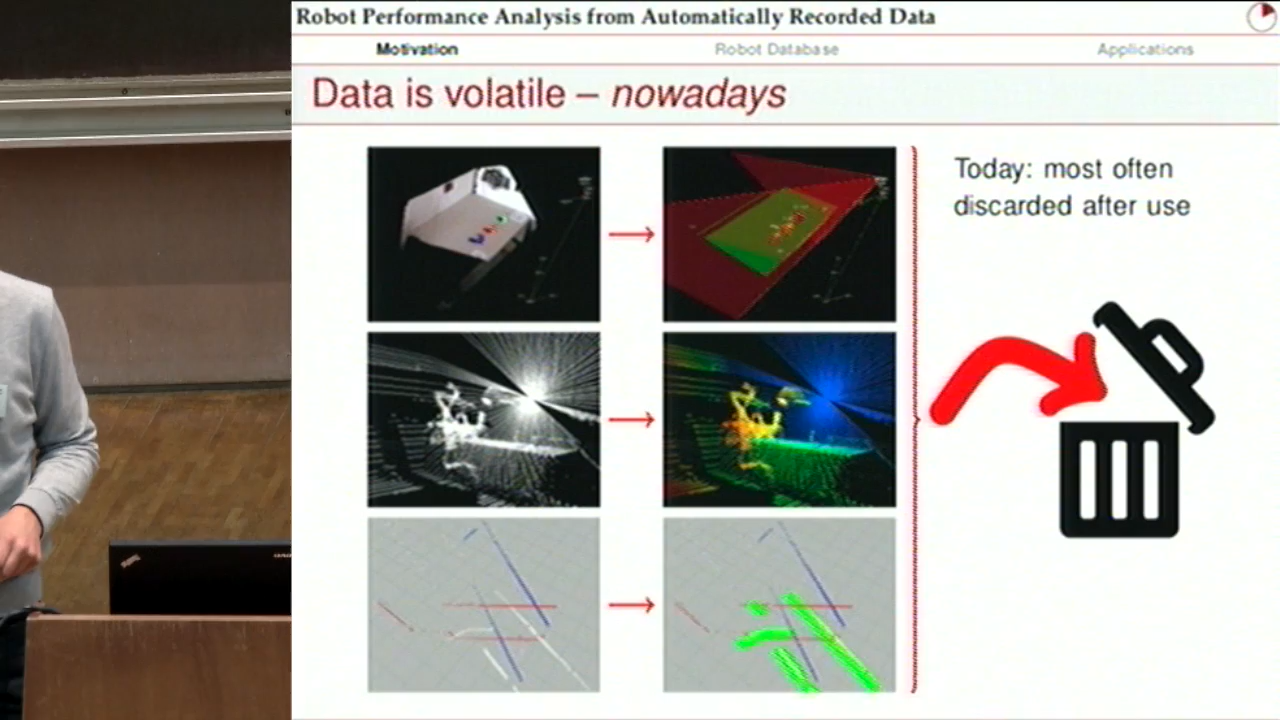 Robot Performance Analysis from Automatically Recorded Data
Motivation
Robot Database
Applications
Data is volatile – nowadays
Today: most often
discarded after use